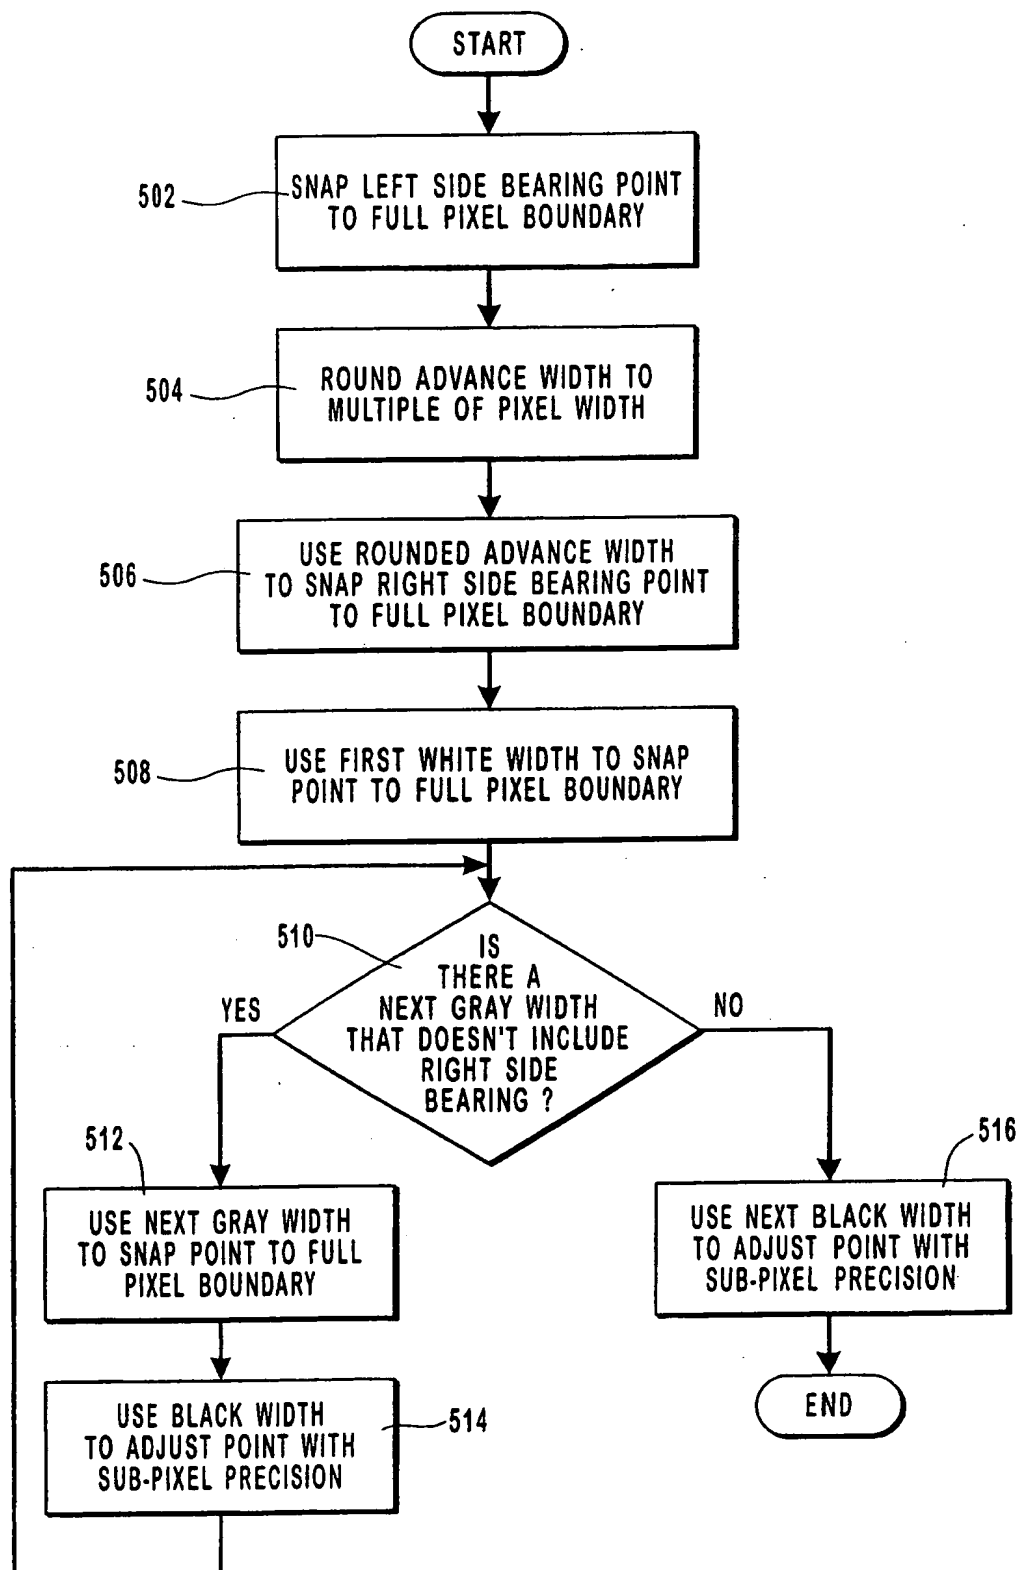 START
502
SNAP LEFT SIDE BEARING POINT
TO FULL PIXEL BOUNDARY
504
ROUND ADVANCE WIDTH TO
MULTIPLE OF PIXEL WIDTH
506
USE ROUNDED ADVANCE WIDTH
TO SNAP RIGHT SIDE BEARING POINT
TO FULL PIXEL BOUNDARY
508
USE FIRST WHITE WIDTH TO SNAP
POINT TO FULL PIXEL BOUNDARY
510
IS
THERE A
NEXT GRAY WIDTH
THAT DOESN'T INCLUDE
RIGHT SIDE
BEARING ?
YES
NO
512
USE NEXT GRAY WIDTH
TO SNAP POINT TO FULL
PIXEL BOUNDARY
516
USE NEXT BLACK WIDTH
TO ADJUST POINT WITH
SUB-PIXEL PRECISION
514
USE BLACK WIDTH
TO ADJUST POINT WITH
SUB-PIXEL PRECISION
END